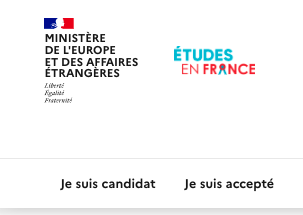 MINISTÈRE
DE L'EUROPE
ET DES AFFAIRES
ÉTRANGÈRES
Liberté
Égalité
Fraternité
ÉTUDES
EN FRANCE
Je suis candidat
Je suis accepté